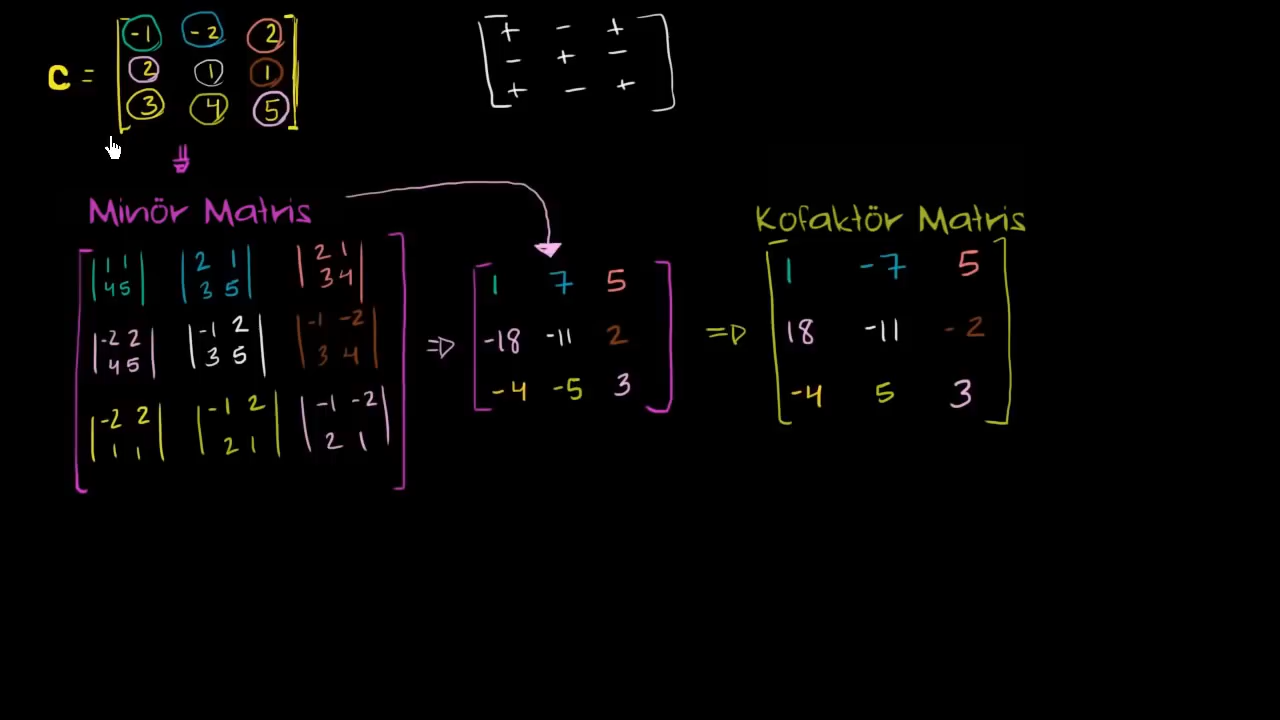 C = [ -1 -2 2
2 1 1
3 4 5 ]
[ + - +
- + -
+ - + ]
⇓
Minör Matris
[ |1 1| |2 1| |2 1|
|4 5| |3 5| |3 4|
|-2 2| |-1 2| |-1 -2|
|4 5| |3 5| |3 4|
|-2 2| |-1 2| |-1 -2|
|1 1| |2 1| |2 1| ]
⇒
[ 1 7 5
-18 -11 2
-4 -5 3 ]
⇒
Kofaktör Matris
[ 1 -7 5
18 -11 -2
-4 5 3 ]